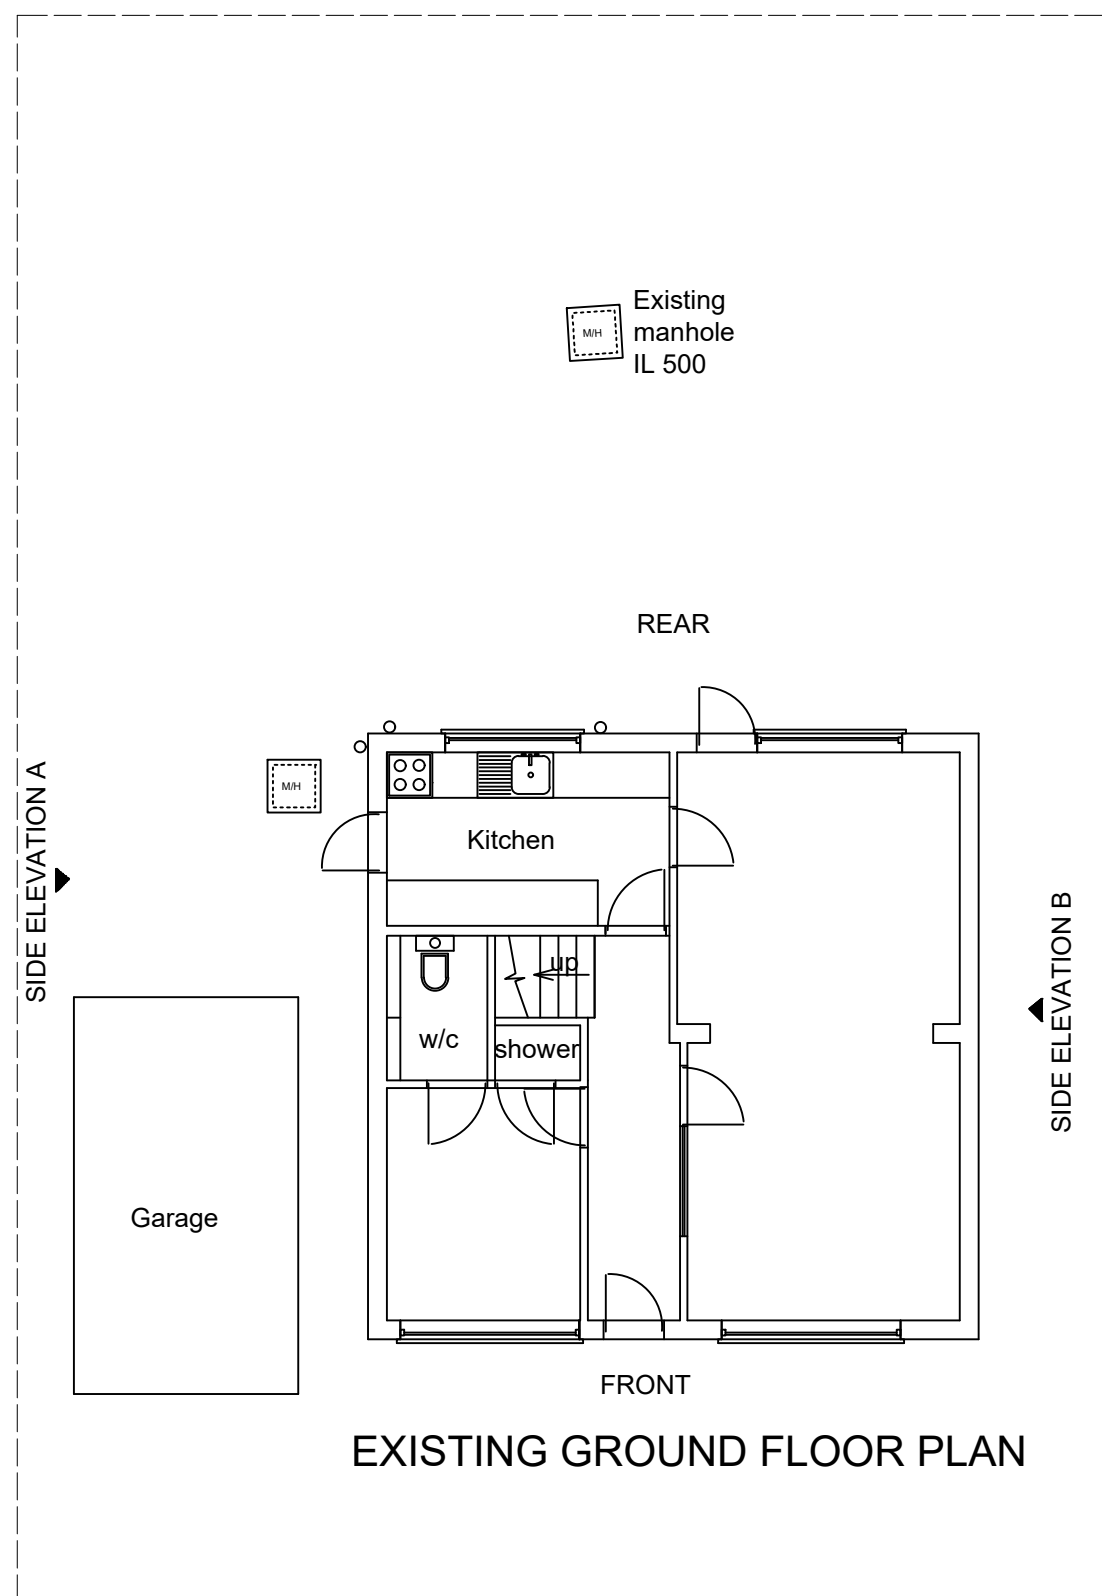 Existing
manhole
IL 500
M/H
REAR
SIDE ELEVATION A
M/H
Kitchen
SIDE ELEVATION B
up
w/c
shower
Garage
FRONT
EXISTING GROUND FLOOR PLAN